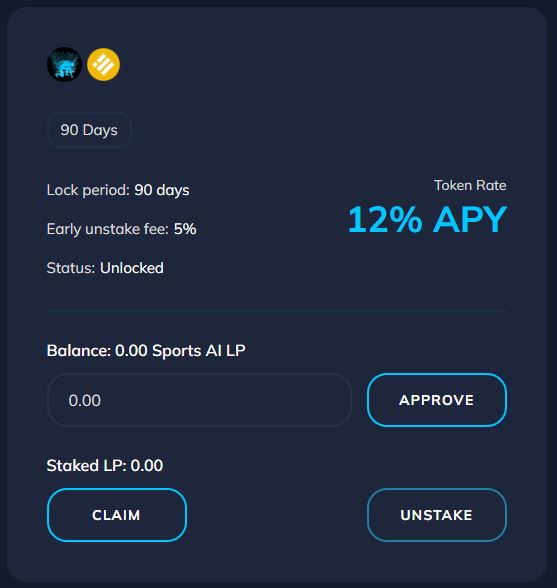 90 Days
Lock period: 90 days
Token Rate
12% APY
Early unstake fee: 5%
Status: Unlocked
Balance: 0.00 Sports AI LP
0.00
APPROVE
Staked LP: 0.00
CLAIM
UNSTAKE